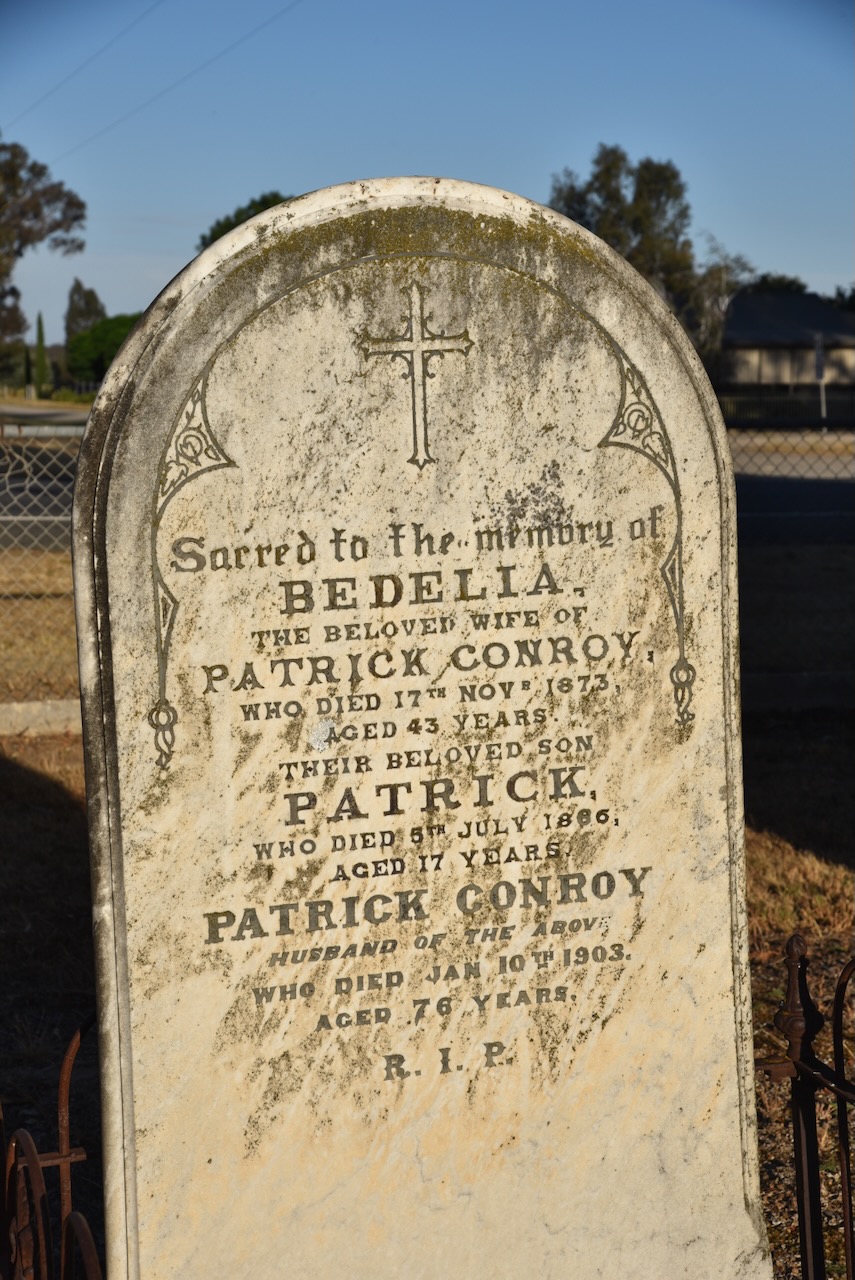 Sacred to the memory of
BEDELIA,
THE BELOVED WIFE OF
PATRICK CONROY,
WHO DIED 17TH NOVR 1873,
AGED 43 YEARS.
THEIR BELOVED SON
PATRICK,
WHO DIED 5TH JULY 1886,
AGED 17 YEARS.
PATRICK CONROY
HUSBAND OF THE ABOVE
WHO DIED JAN 10TH 1903.
AGED 76 YEARS.
R. I. P.